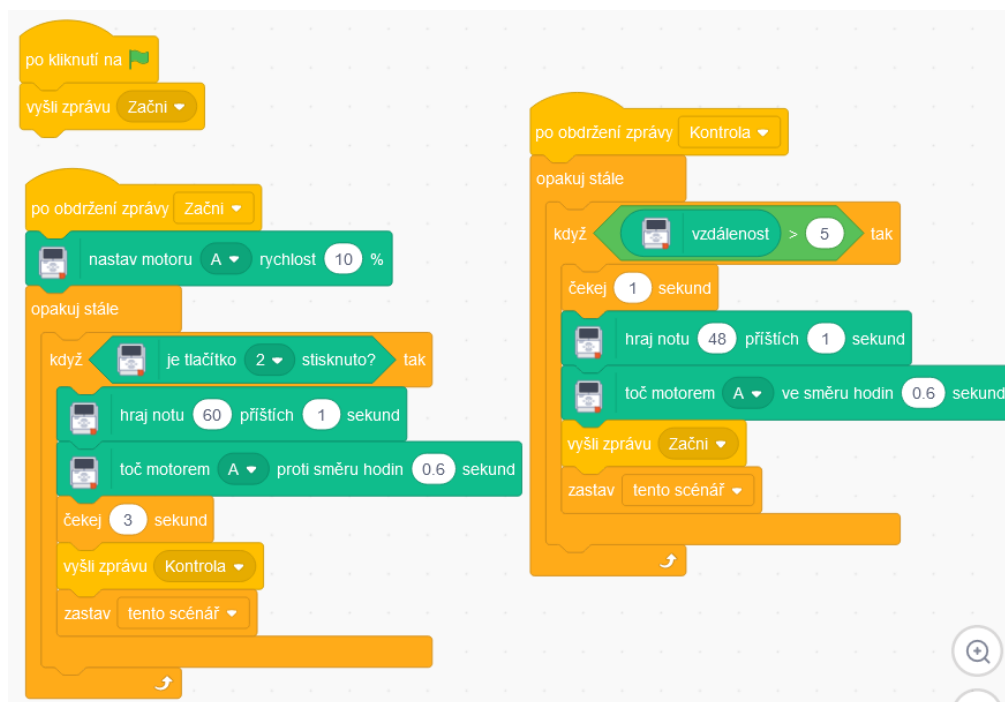 po kliknutí na
vyšli zprávu Začni
po obdržení zprávy Začni
nastav motoru A rychlost 10 %
opakuj stále
když je tlačítko 2 stisknuto? tak
hraj notu 60 příštích 1 sekund
toč motorem A proti směru hodin 0.6 sekund
čekej 3 sekund
vyšli zprávu Kontrola
zastav tento scénář
po obdržení zprávy Kontrola
opakuj stále
když vzdálenost > 5 tak
čekej 1 sekund
hraj notu 48 příštích 1 sekund
toč motorem A ve směru hodin 0.6 sekund
vyšli zprávu Začni
zastav tento scénář